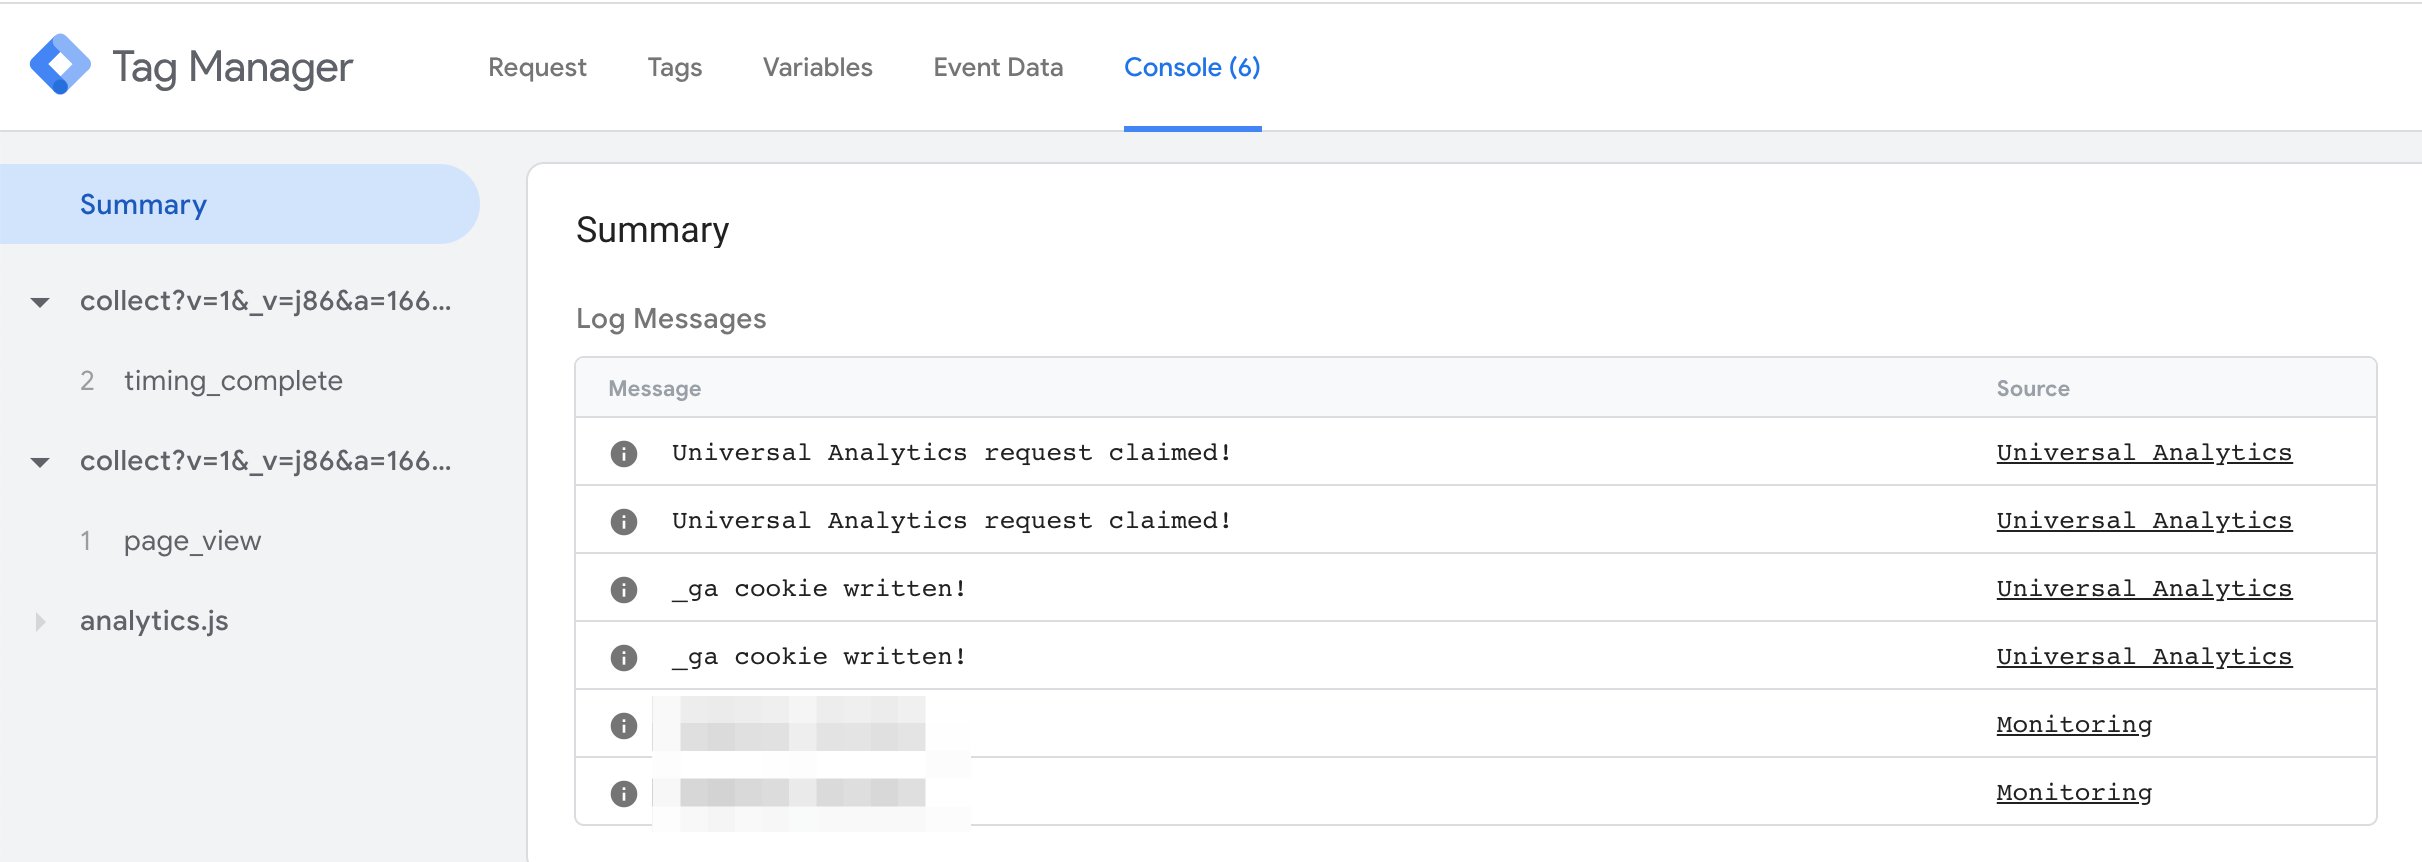 Tag Manager
Request Tags Variables Event Data Console (6)
Summary
collect?v=1&_v=j86&a=166...
2 timing_complete
collect?v=1&_v=j86&a=166...
1 page_view
analytics.js
Summary
Log Messages
Message Source
Universal Analytics request claimed! Universal Analytics
Universal Analytics request claimed! Universal Analytics
_ga cookie written! Universal Analytics
_ga cookie written! Universal Analytics
Monitoring
Monitoring